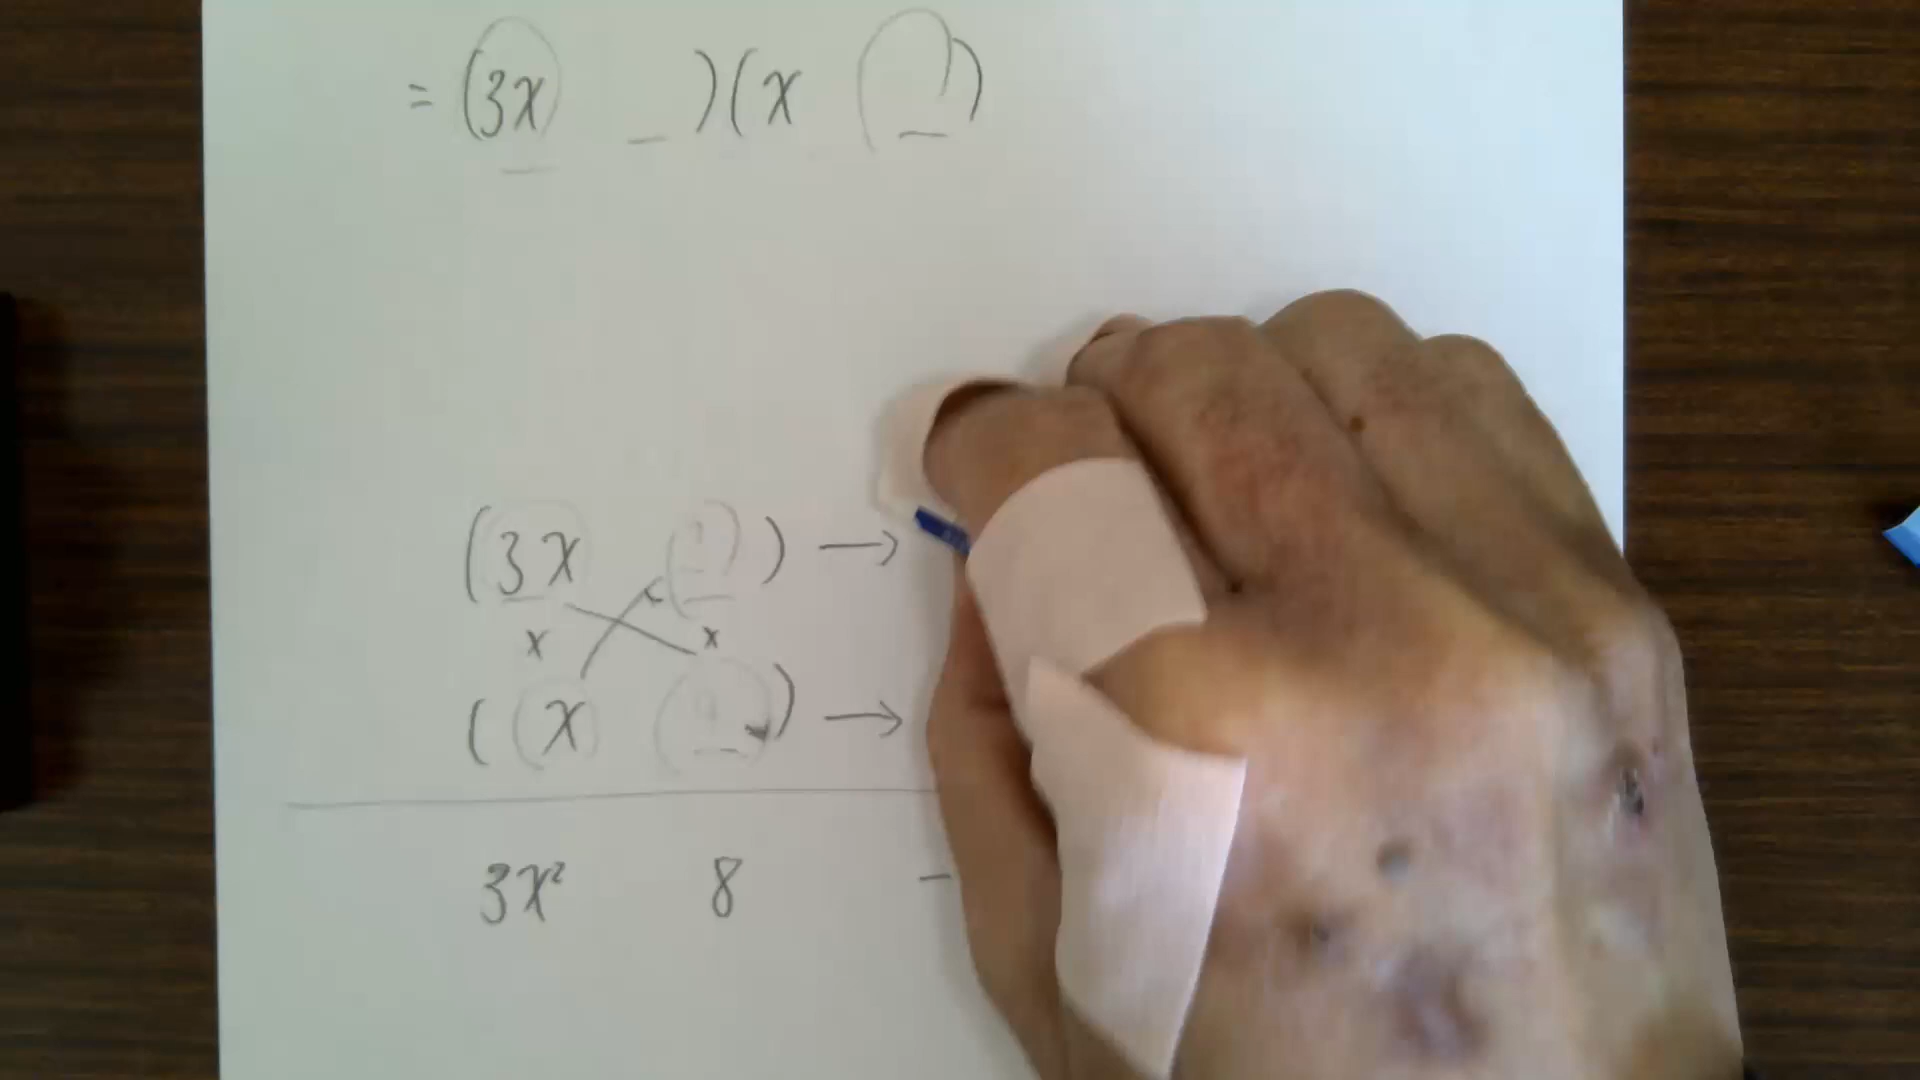 = (3x _ )(x _ )
(3x _ ) →
x x
(x _ ) →
3x² 8 -